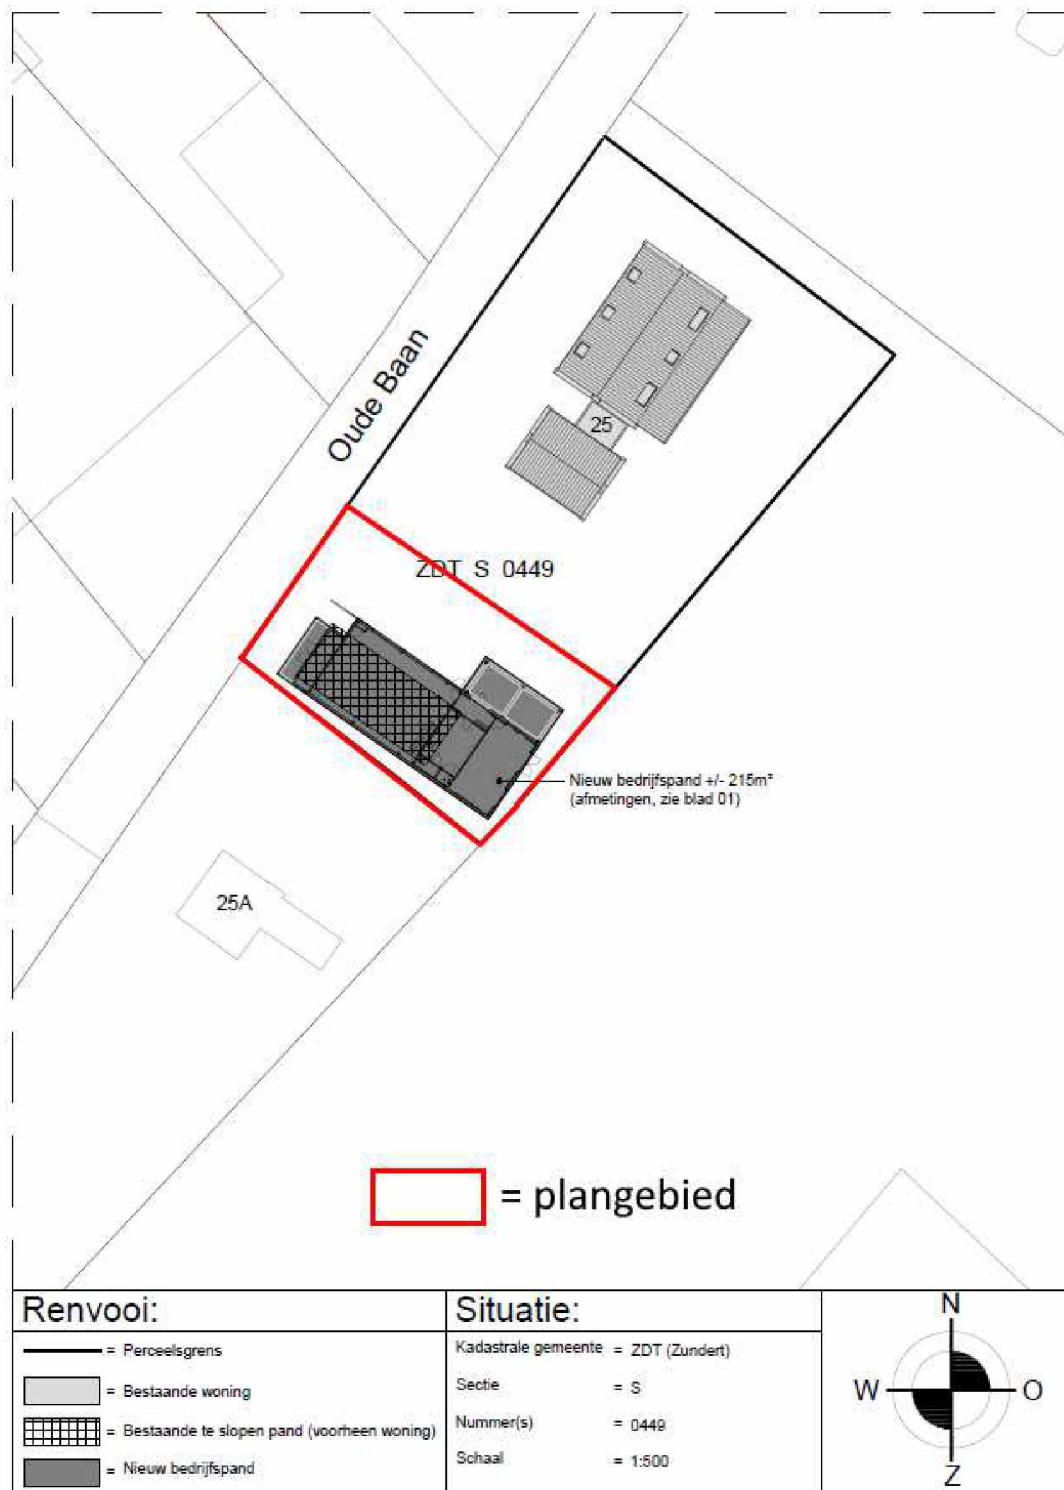 Oude Baan
25
ZDT S 0449
Nieuw bedrijfspand +/- 215m²
(afmetingen, zie blad 01)
25A
= plangebied
Renvooi:
= Perceelsgrens
= Bestaande woning
= Bestaande te slopen pand (voorheen woning)
= Nieuw bedrijfspand
Situatie:
Kadastrale gemeente = ZDT (Zundert)
Sectie = S
Nummer(s) = 0449
Schaal = 1:500
N
W O
Z